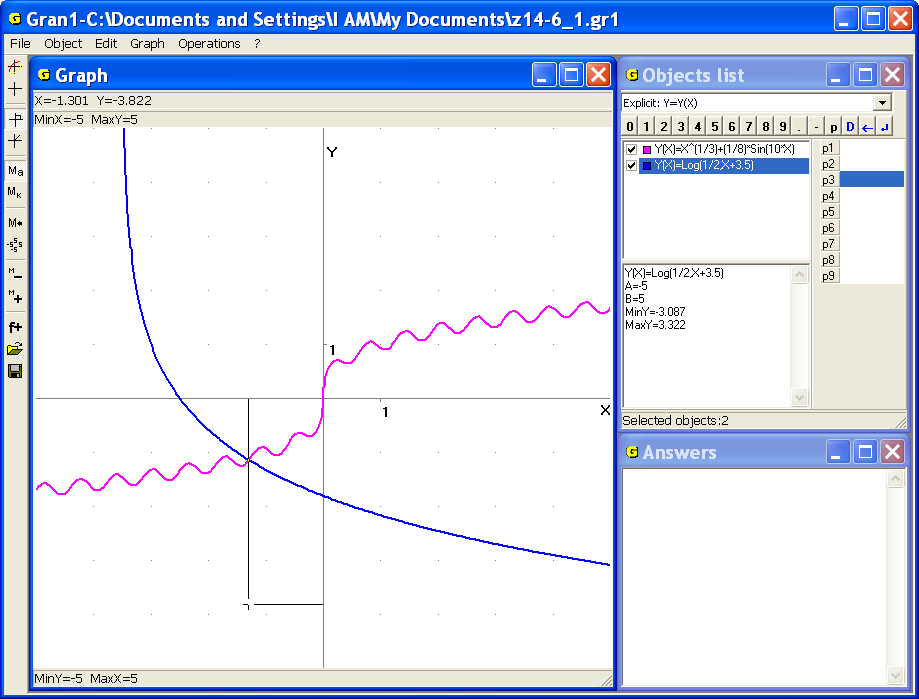 Gran1-C:\Documents and Settings\I AM\My Documents\z14-6_1.gr1
File Object Edit Graph Operations ?
Graph
X=-1.301 Y=-3.822
MinX=-5 MaxY=5
Y
1
1
X
MinY=-5 MaxX=5
Ma
Mк
M
M
M
f+
Objects list
Explicit: Y=Y(X)
0 1 2 3 4 5 6 7 8 9 . - p D ←
Y(X)=X^(1/3)+(1/8)*Sin(10*X)
Y(X)=Log(1/2,X+3.5)
p1
p2
p3
p4
p5
p6
p7
p8
p9
Y(X)=Log(1/2,X+3.5)
A=-5
B=5
MinY=-3.087
MaxY=3.322
Selected objects:2
Answers